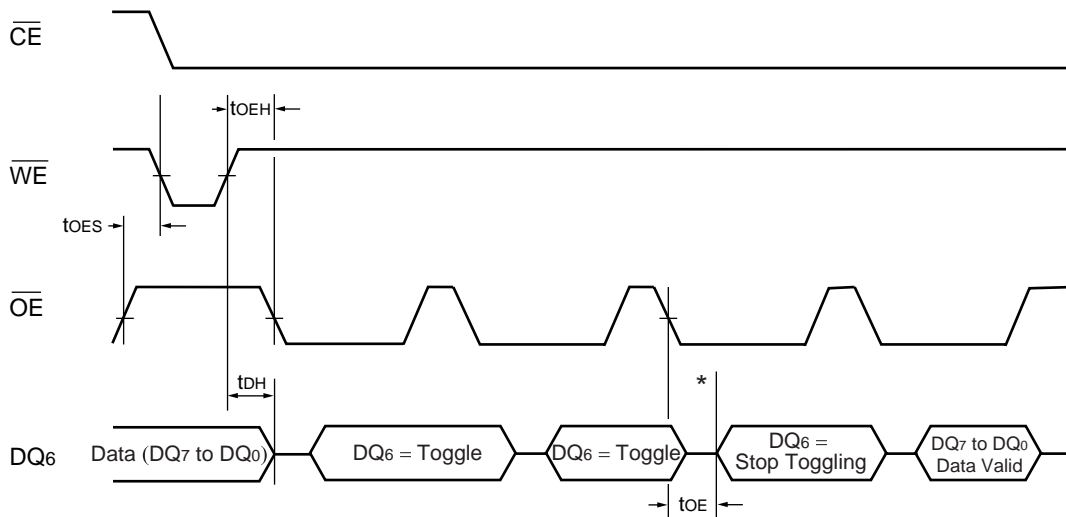 CE
tOEH
WE
tOES
OE
tDH
*
DQ6
Data (DQ7 to DQ0)
DQ6 = Toggle
DQ6 = Toggle
DQ6 =
Stop Toggling
DQ7 to DQ0
Data Valid
tOE